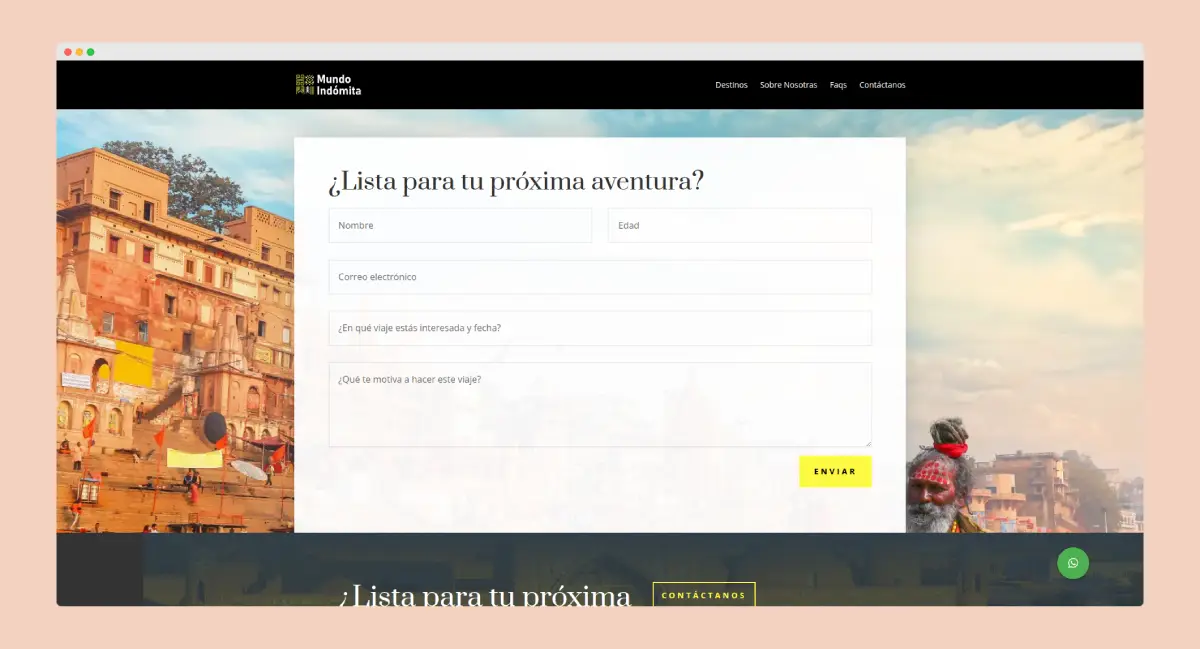 Mundo
Indómita
Destinos Sobre Nosotras Faqs Contáctanos
¿Lista para tu próxima aventura?
Nombre Edad
Correo electrónico
¿En qué viaje estás interesada y fecha?
¿Qué te motiva a hacer este viaje?
ENVIAR
¿Lista para tu próxima
CONTÁCTANOS